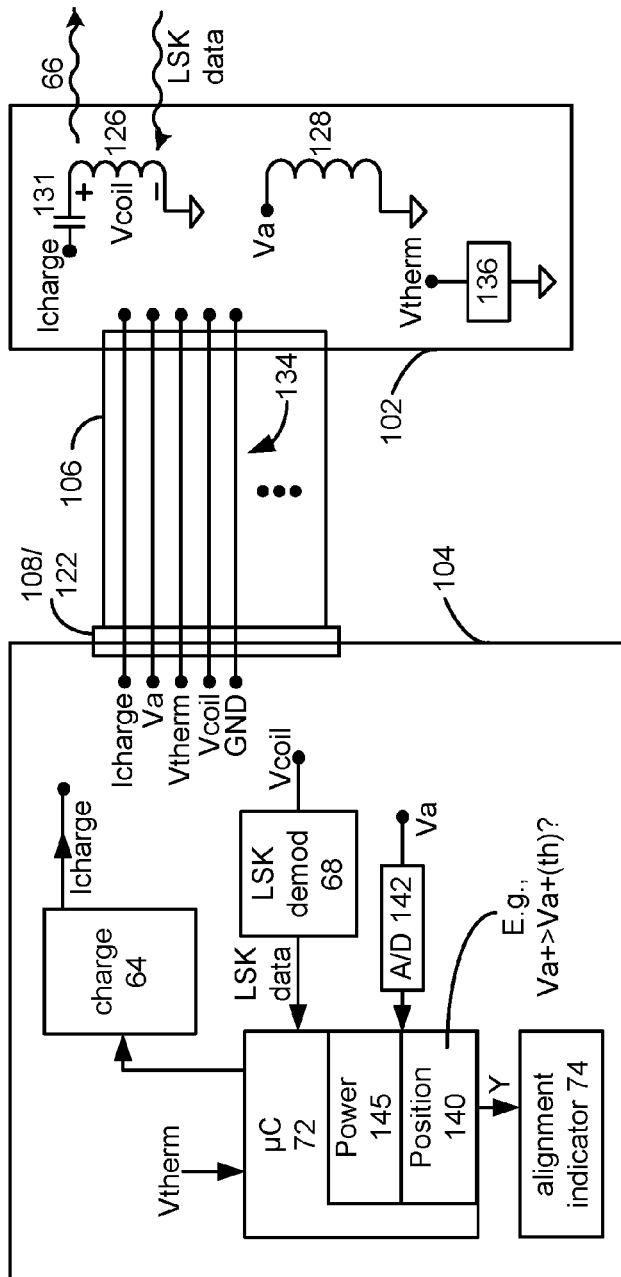 Vtherm
µC
72
Power
145
Position
140
Y
alignment
indicator 74
charge
64
Icharge
LSK
data
LSK
demod
68
Vcoil
A/D 142
Va
E.g.,
Va+>Va+(th)?
104
108/
122
106
Icharge
Va
Vtherm
Vcoil
GND
134
102
Icharge
131
+
Vcoil
–
126
66
LSK
data
Va
128
Vtherm
136